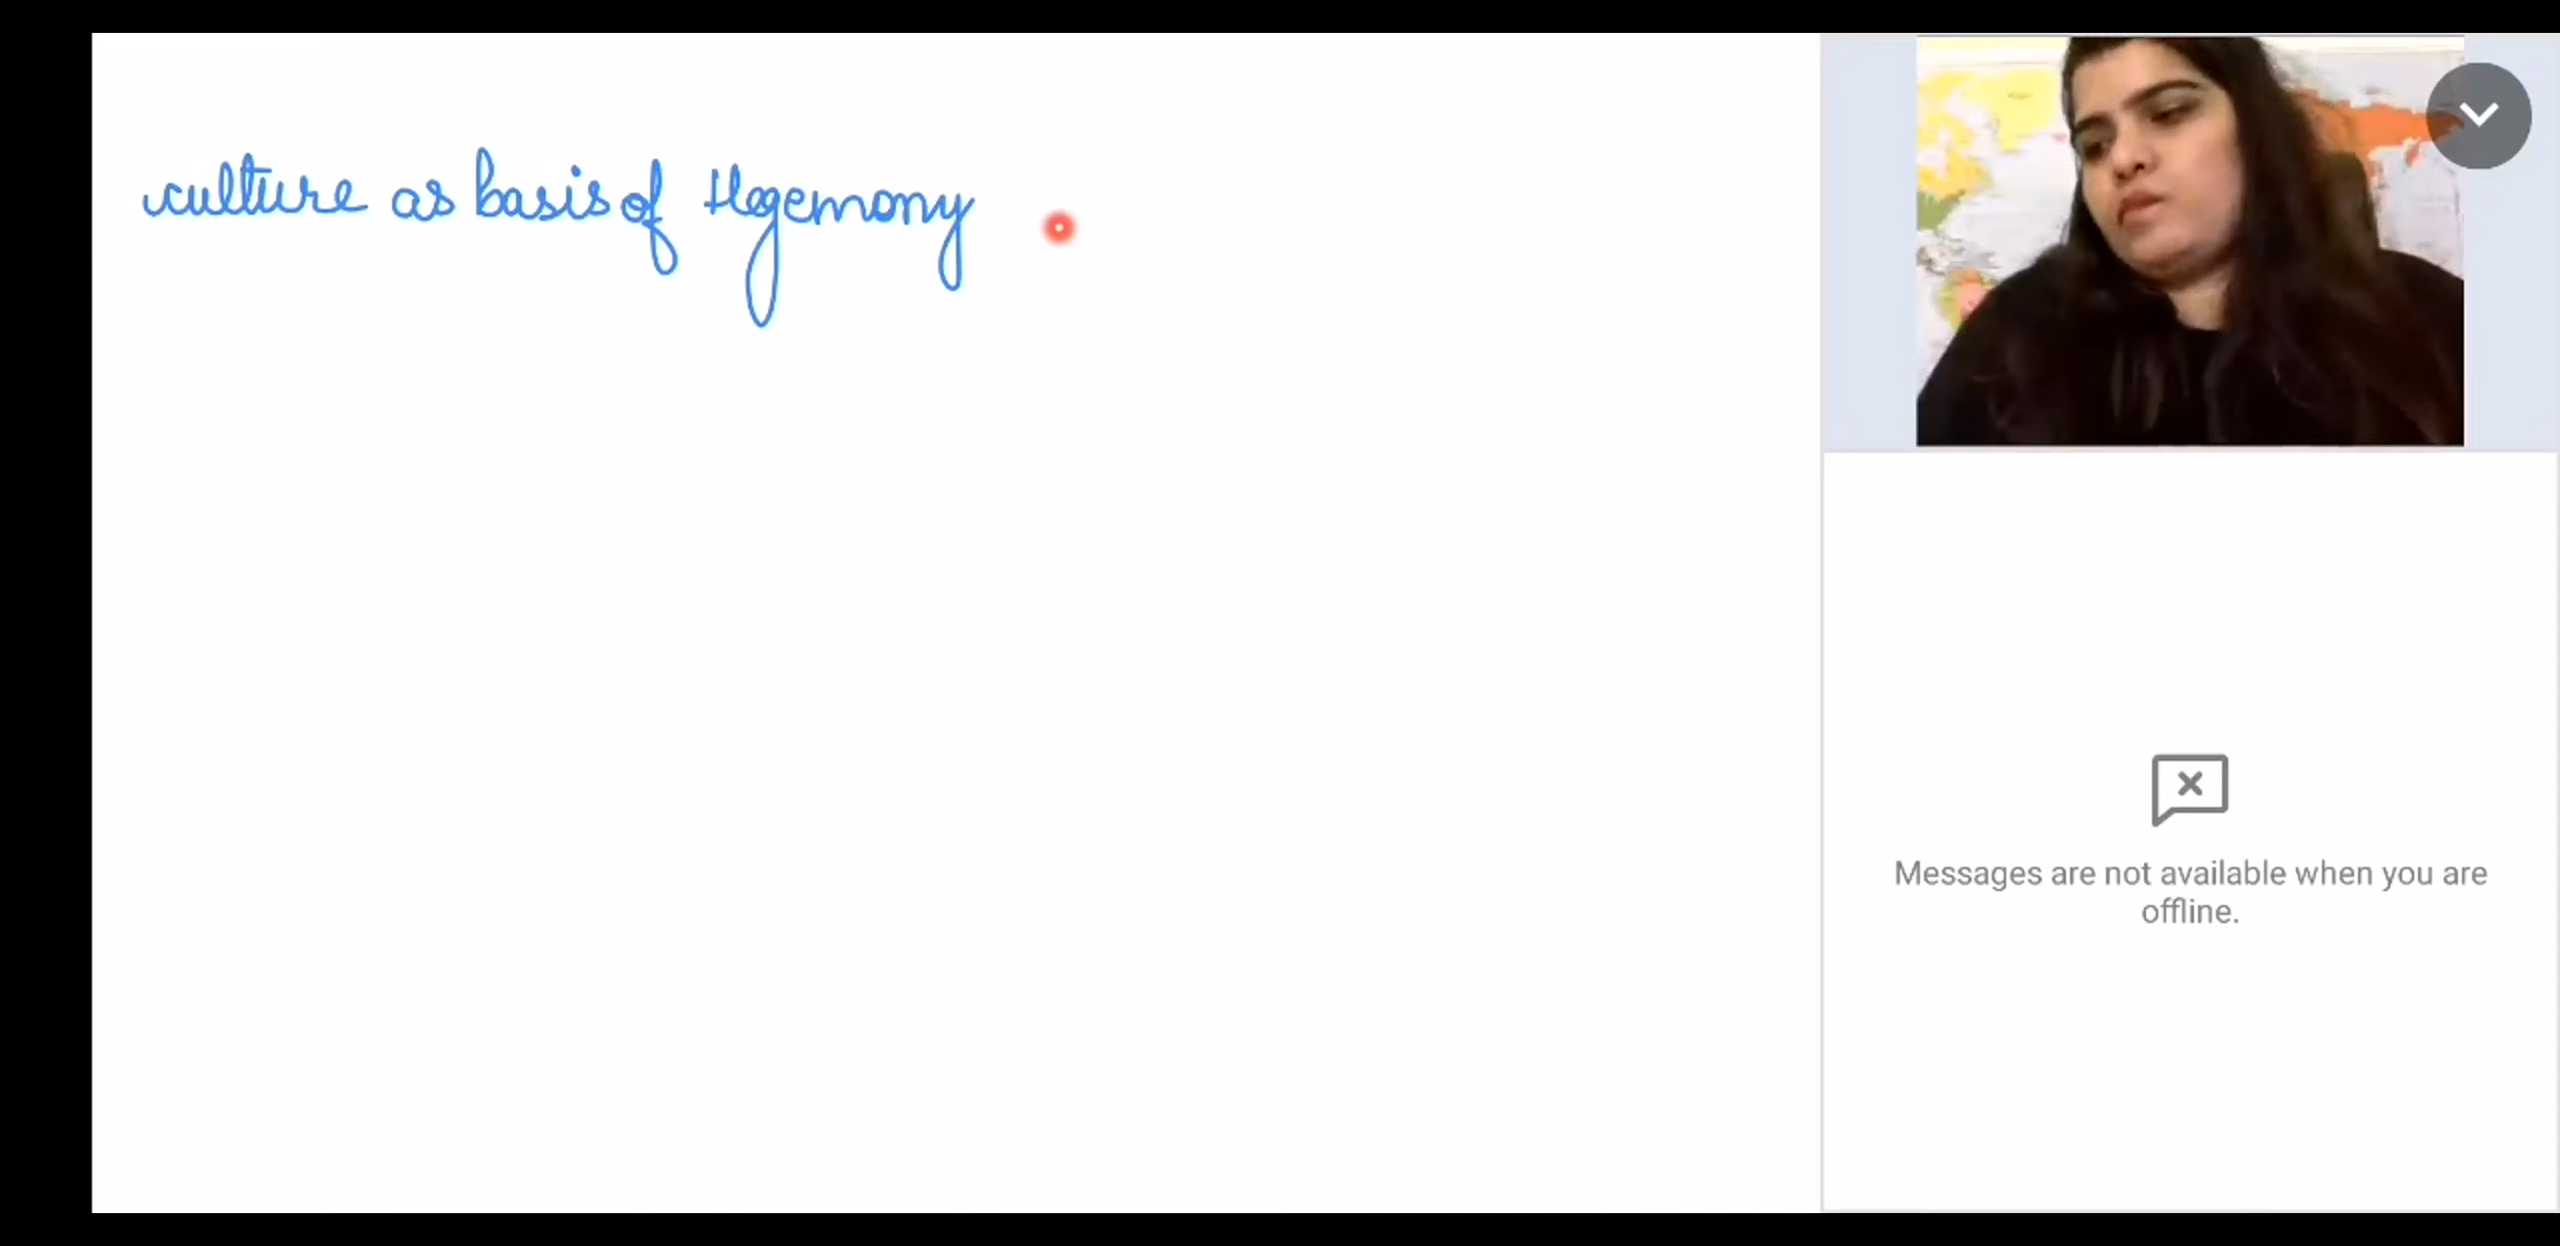 culture as basis of Hegemony
Messages are not available when you are
offline.